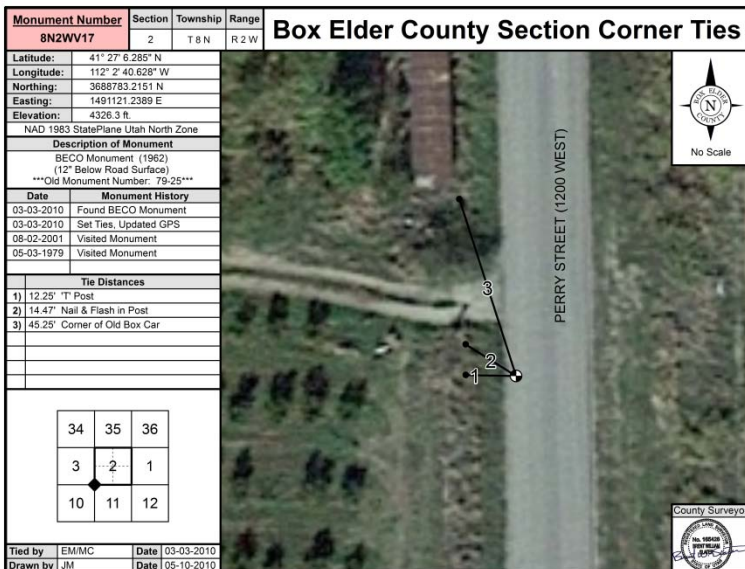 Monument Number
8N2WV17
Section Township Range
2 T 8 N R 2 W
Box Elder County Section Corner Ties
Latitude: 41° 27' 6.285" N
Longitude: 112° 2' 40.628" W
Northing: 3688783.2151 N
Easting: 1491121.2389 E
Elevation: 4326.3 ft.
NAD 1983 StatePlane Utah North Zone
Description of Monument
BECO Monument (1962)
(12" Below Road Surface)
***Old Monument Number: 79-25***
Date Monument History
03-03-2010 Found BECO Monument
03-03-2010 Set Ties, Updated GPS
08-02-2001 Visited Monument
05-03-1979 Visited Monument
Tie Distances
1) 12.25' 'T' Post
2) 14.47' Nail & Flash in Post
3) 45.25' Corner of Old Box Car
34 35 36
3 2 1
10 11 12
Tied by EM/MC Date 03-03-2010
Drawn by JM Date 05-10-2010
PERRY STREET (1200 WEST)
3
2
1
BOX ELDER
N
COUNTY
No Scale
County Surveyo
No. 165426